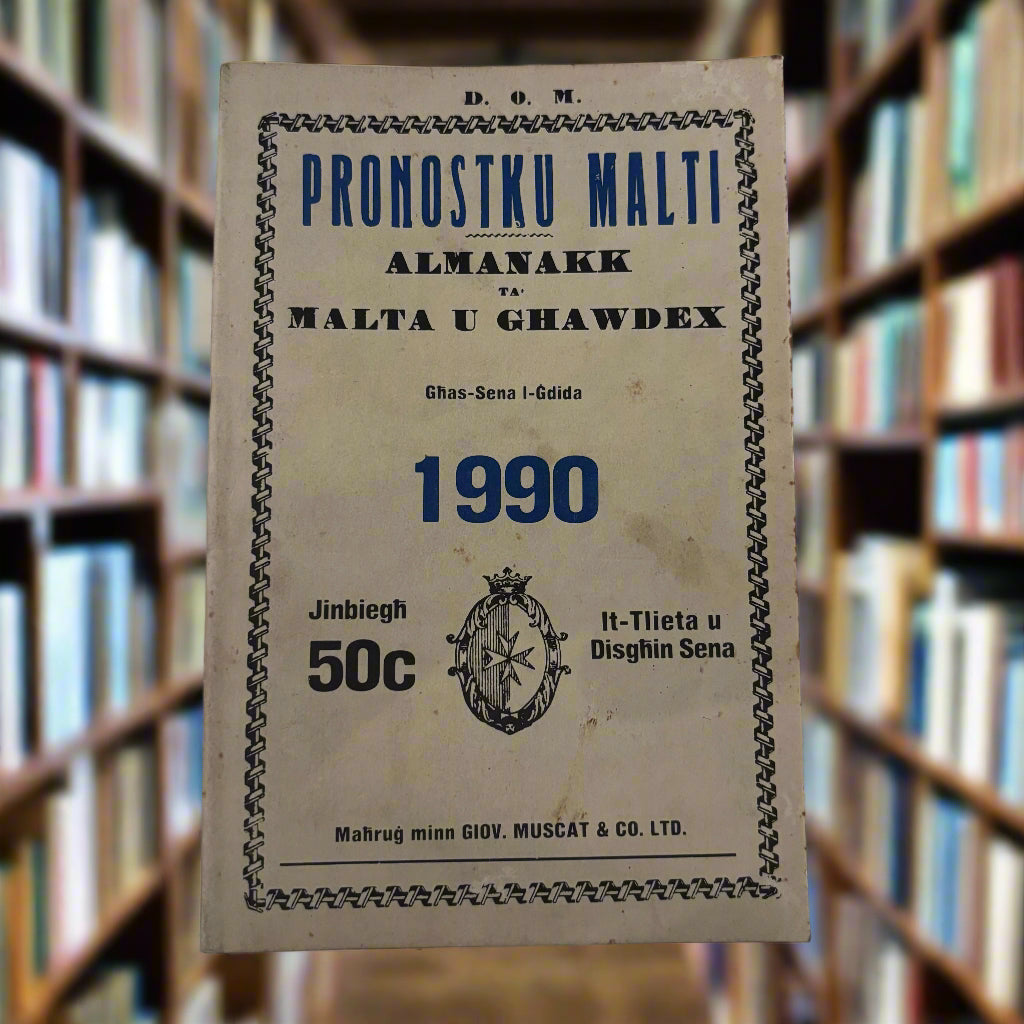 D. O. M.
PRONOSTKU MALTI
ALMANAKK
TA'
MALTA U GHAWDEX
Għas-Sena l-Ġdida
1990
Jinbiegħ
50c
It-Tlieta u
Disgħin Sena
Maħruġ minn GIOV. MUSCAT & CO. LTD.